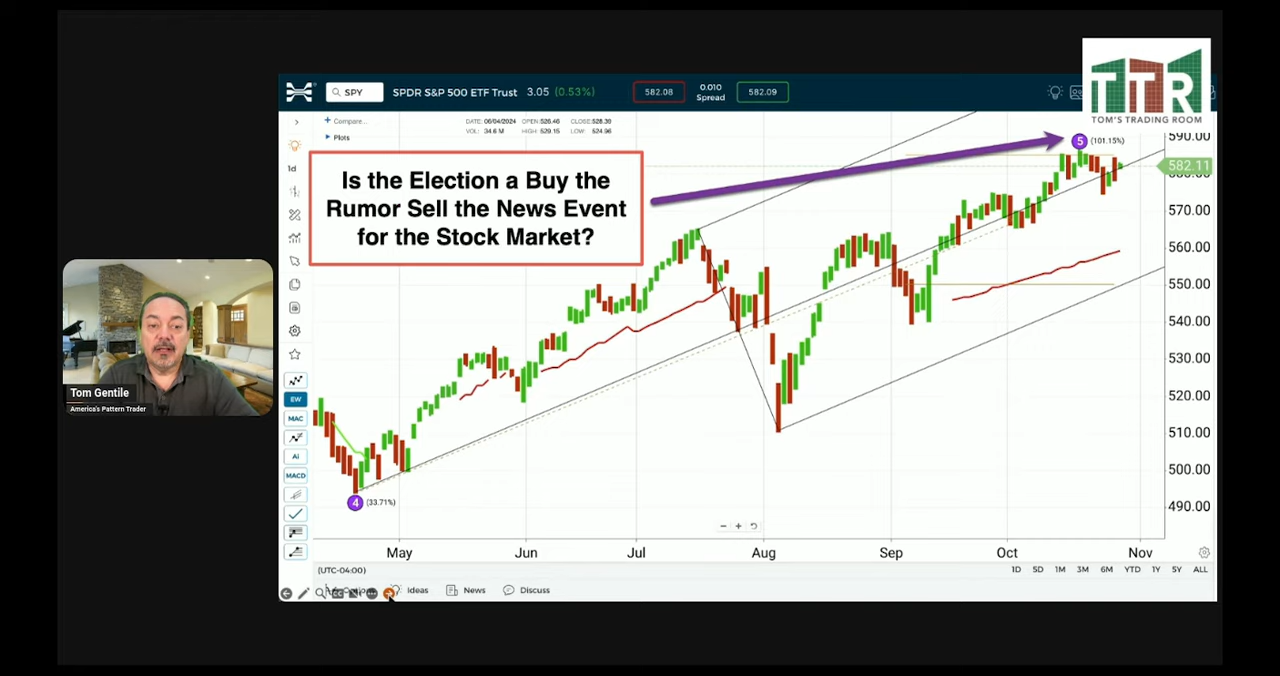 SPY
SPDR S&P 500 ETF Trust 3.05 (0.53%)
582.08
0.010
Spread
582.09
TTR
TOM'S TRADING ROOM
Compare...
Plots
DATE: 06/04/2024 OPEN: 526.46 CLOSE: 528.39
VOL: 34.6 M HIGH: 529.15 LOW: 524.96
1d
Is the Election a Buy the
Rumor Sell the News Event
for the Stock Market?
5 (101.15%)
590.00
582.11
580.00
570.00
560.00
550.00
540.00
530.00
520.00
510.00
500.00
490.00
Tom Gentile
America's Pattern Trader
EW
MAC
AI
MACD
4 (33.71%)
May Jun Jul Aug Sep Oct Nov
(UTC-04:00)
1D 5D 1M 3M 6M YTD 1Y 5Y ALL
Ideas News Discuss